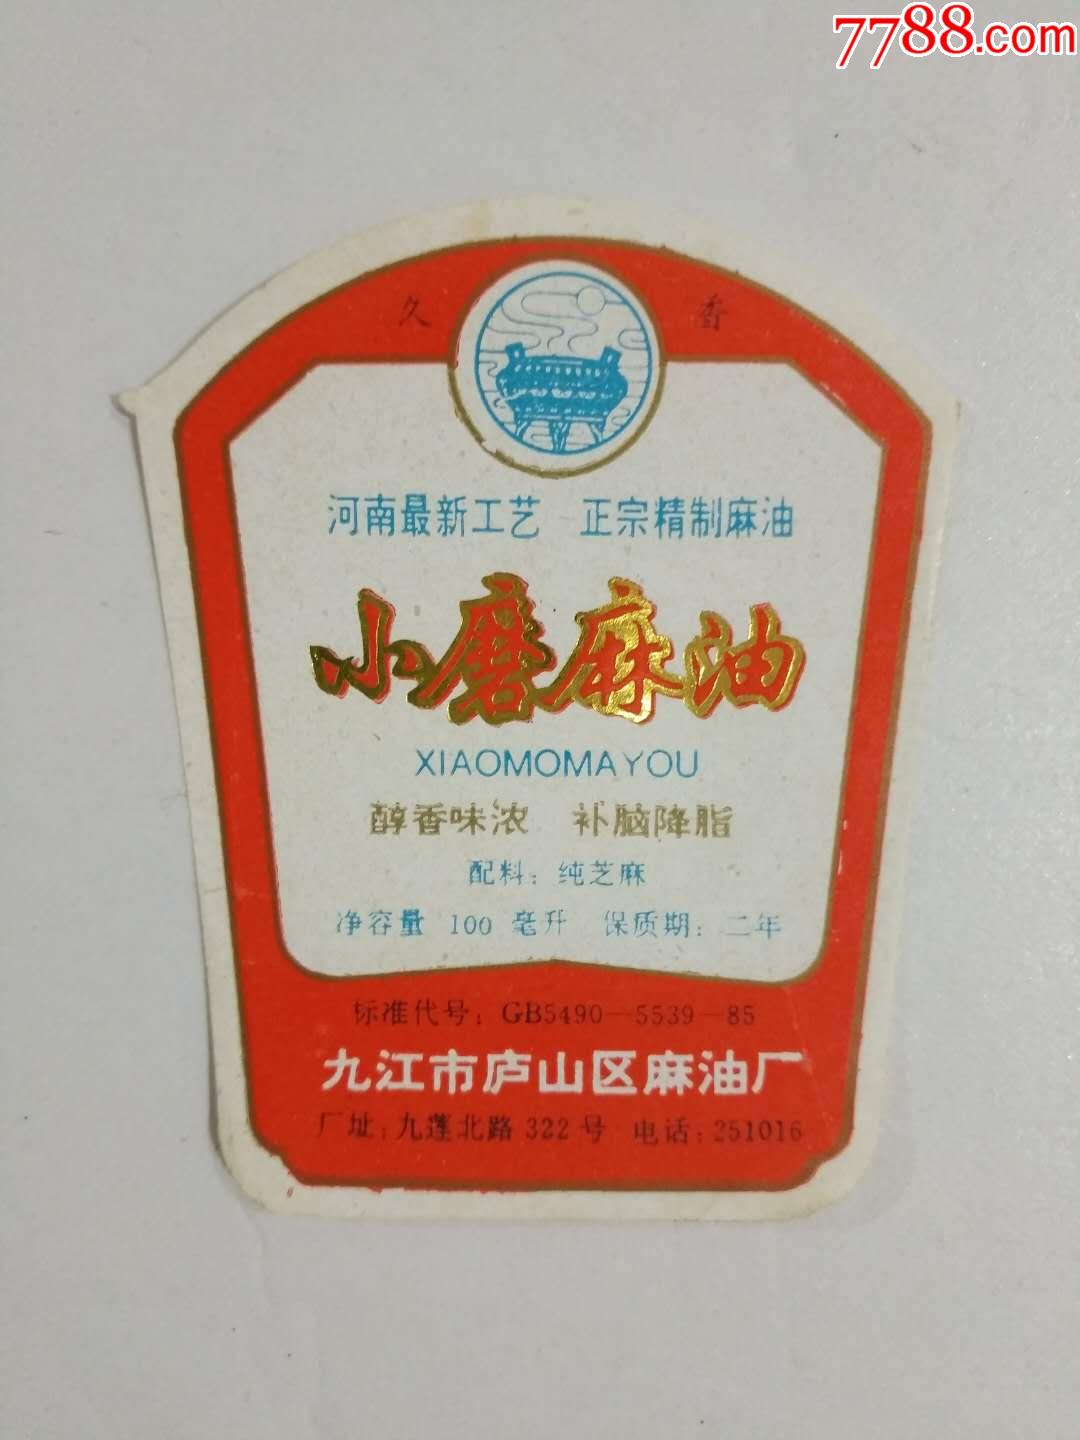 7788.com
久 香
河南最新工艺 正宗精制麻油
小磨麻油
XIAOMOMAYOU
醇香味浓 补脑降脂
配料：纯芝麻
净容量 100 毫升 保质期：二年
标准代号：GB5490—5539—85
九江市庐山区麻油厂
厂址：九莲北路 322 号 电话：251016